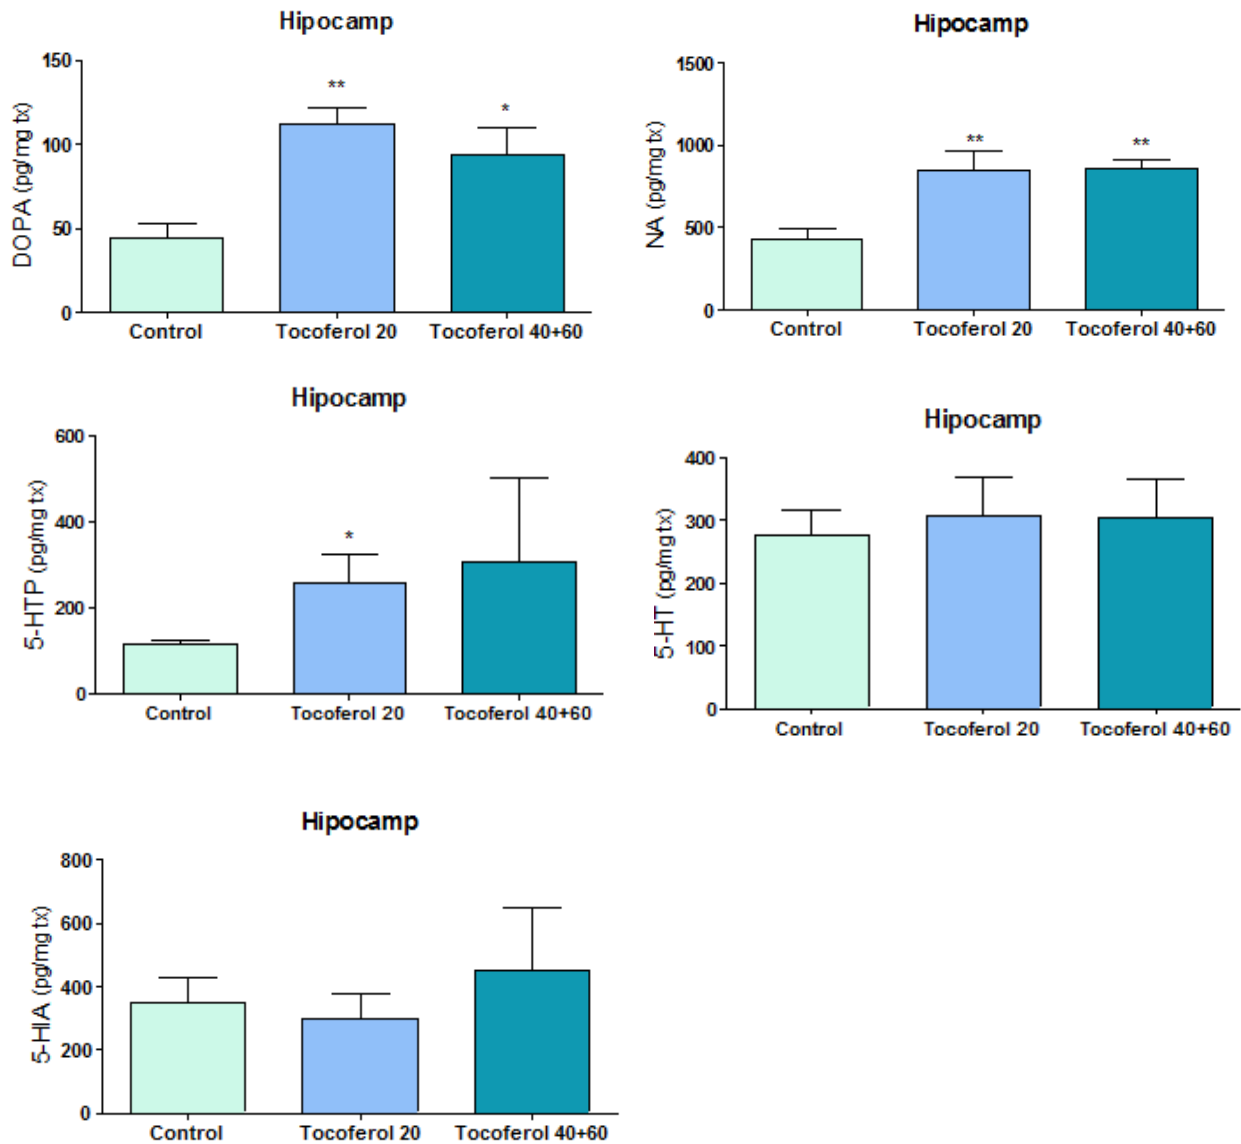 Hipocamp
DOPA (pg/mg tx)
150
100
50
0
**
*
Control
Tocoferol 20
Tocoferol 40+60
Hipocamp
NA (pg/mg tx)
1500
1000
500
0
**
**
Control
Tocoferol 20
Tocoferol 40+60
Hipocamp
5-HTP (pg/mg tx)
600
400
200
0
*
Control
Tocoferol 20
Tocoferol 40+60
Hipocamp
5-HT (pg/mg tx)
400
300
200
100
0
Control
Tocoferol 20
Tocoferol 40+60
Hipocamp
5-HIA (pg/mg tx)
800
600
400
200
0
Control
Tocoferol 20
Tocoferol 40+60